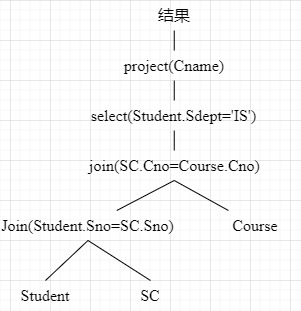 结果
project(Cname)
select(Student.Sdept='IS')
join(SC.Cno=Course.Cno)
Join(Student.Sno=SC.Sno)
Course
Student
SC